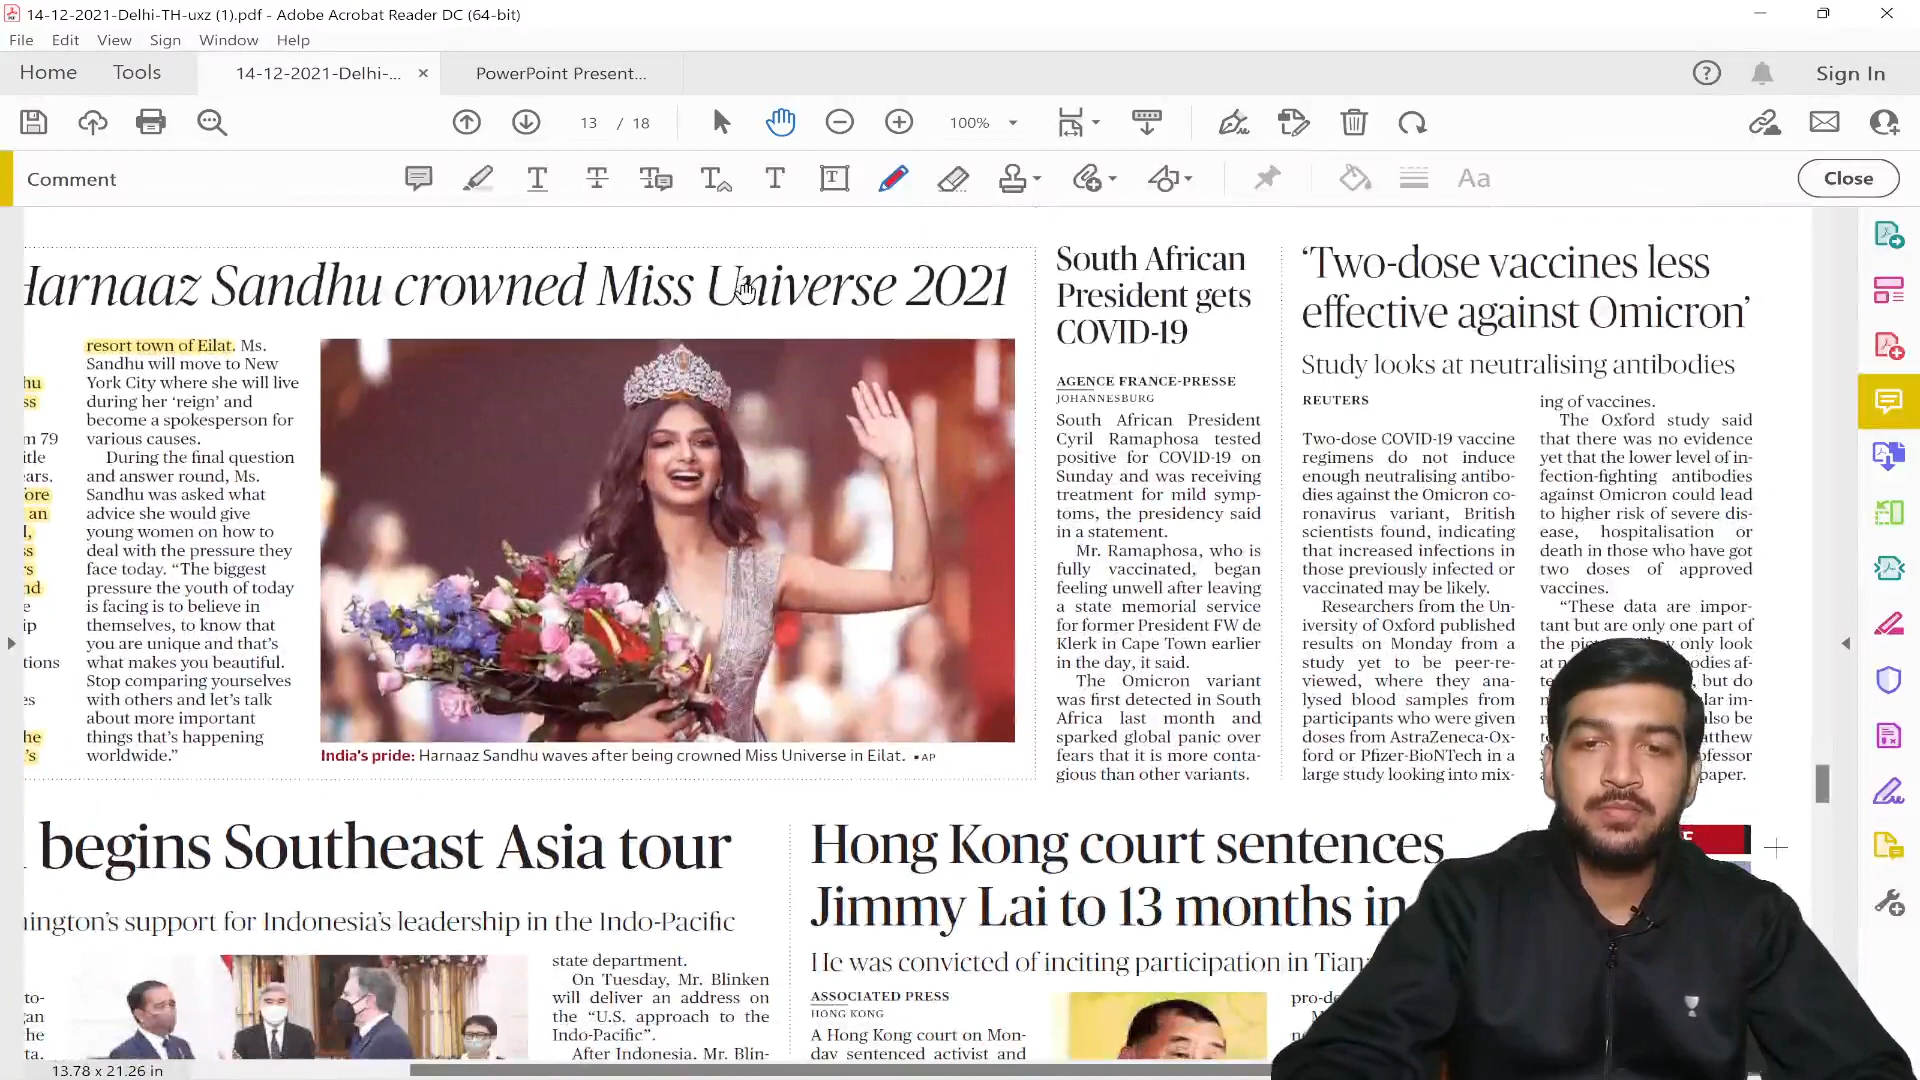 14-12-2021-Delhi-TH-uxz (1).pdf - Adobe Acrobat Reader DC (64-bit)
File Edit View Sign Window Help
Home Tools 14-12-2021-Delhi-... × PowerPoint Present... Sign In
13 / 18 100%
Comment Close
Harnaaz Sandhu crowned Miss Universe 2021
resort town of Eilat. Ms.
Sandhu will move to New
York City where she will live
during her ‘reign’ and
become a spokesperson for
various causes.
During the final question
and answer round, Ms.
Sandhu was asked what
advice she would give
young women on how to
deal with the pressure they
face today. “The biggest
pressure the youth of today
is facing is to believe in
themselves, to know that
you are unique and that’s
what makes you beautiful.
Stop comparing yourselves
with others and let’s talk
about more important
things that’s happening
worldwide.”
India's pride: Harnaaz Sandhu waves after being crowned Miss Universe in Eilat. ▪AP
South African
President gets
COVID-19
AGENCE FRANCE-PRESSE
JOHANNESBURG
South African President
Cyril Ramaphosa tested
positive for COVID-19 on
Sunday and was receiving
treatment for mild symp-
toms, the presidency said
in a statement.
Mr. Ramaphosa, who is
fully vaccinated, began
feeling unwell after leaving
a state memorial service
for former President FW de
Klerk in Cape Town earlier
in the day, it said.
The Omicron variant
was first detected in South
Africa last month and
sparked global panic over
fears that it is more conta-
gious than other variants.
‘Two-dose vaccines less
effective against Omicron’
Study looks at neutralising antibodies
REUTERS
Two-dose COVID-19 vaccine
regimens do not induce
enough neutralising antibo-
dies against the Omicron co-
ronavirus variant, British
scientists found, indicating
that increased infections in
those previously infected or
vaccinated may be likely.
Researchers from the Un-
iversity of Oxford published
results on Monday from a
study yet to be peer-re-
viewed, where they ana-
lysed blood samples from
participants who were given
doses from AstraZeneca-Ox-
ford or Pfizer-BioNTech in a
large study looking into mix-
ing of vaccines.
The Oxford study said
that there was no evidence
yet that the lower level of in-
fection-fighting antibodies
against Omicron could lead
to higher risk of severe dis-
ease, hospitalisation or
death in those who have got
two doses of approved
vaccines.
“These data are impor-
tant but are only one part of
the only look
but do
paper.
begins Southeast Asia tour
support for Indonesia’s leadership in the Indo-Pacific
state department.
On Tuesday, Mr. Blinken
will deliver an address on
the “U.S. approach to the
Indo-Pacific”.
After Indonesia, Mr. Blin-
Hong Kong court sentences
Jimmy Lai to 13 months in
He was convicted of inciting participation in
ASSOCIATED PRESS
HONG KONG
A Hong Kong court on Mon-
day sentenced activist and
13.78 x 21.26 in